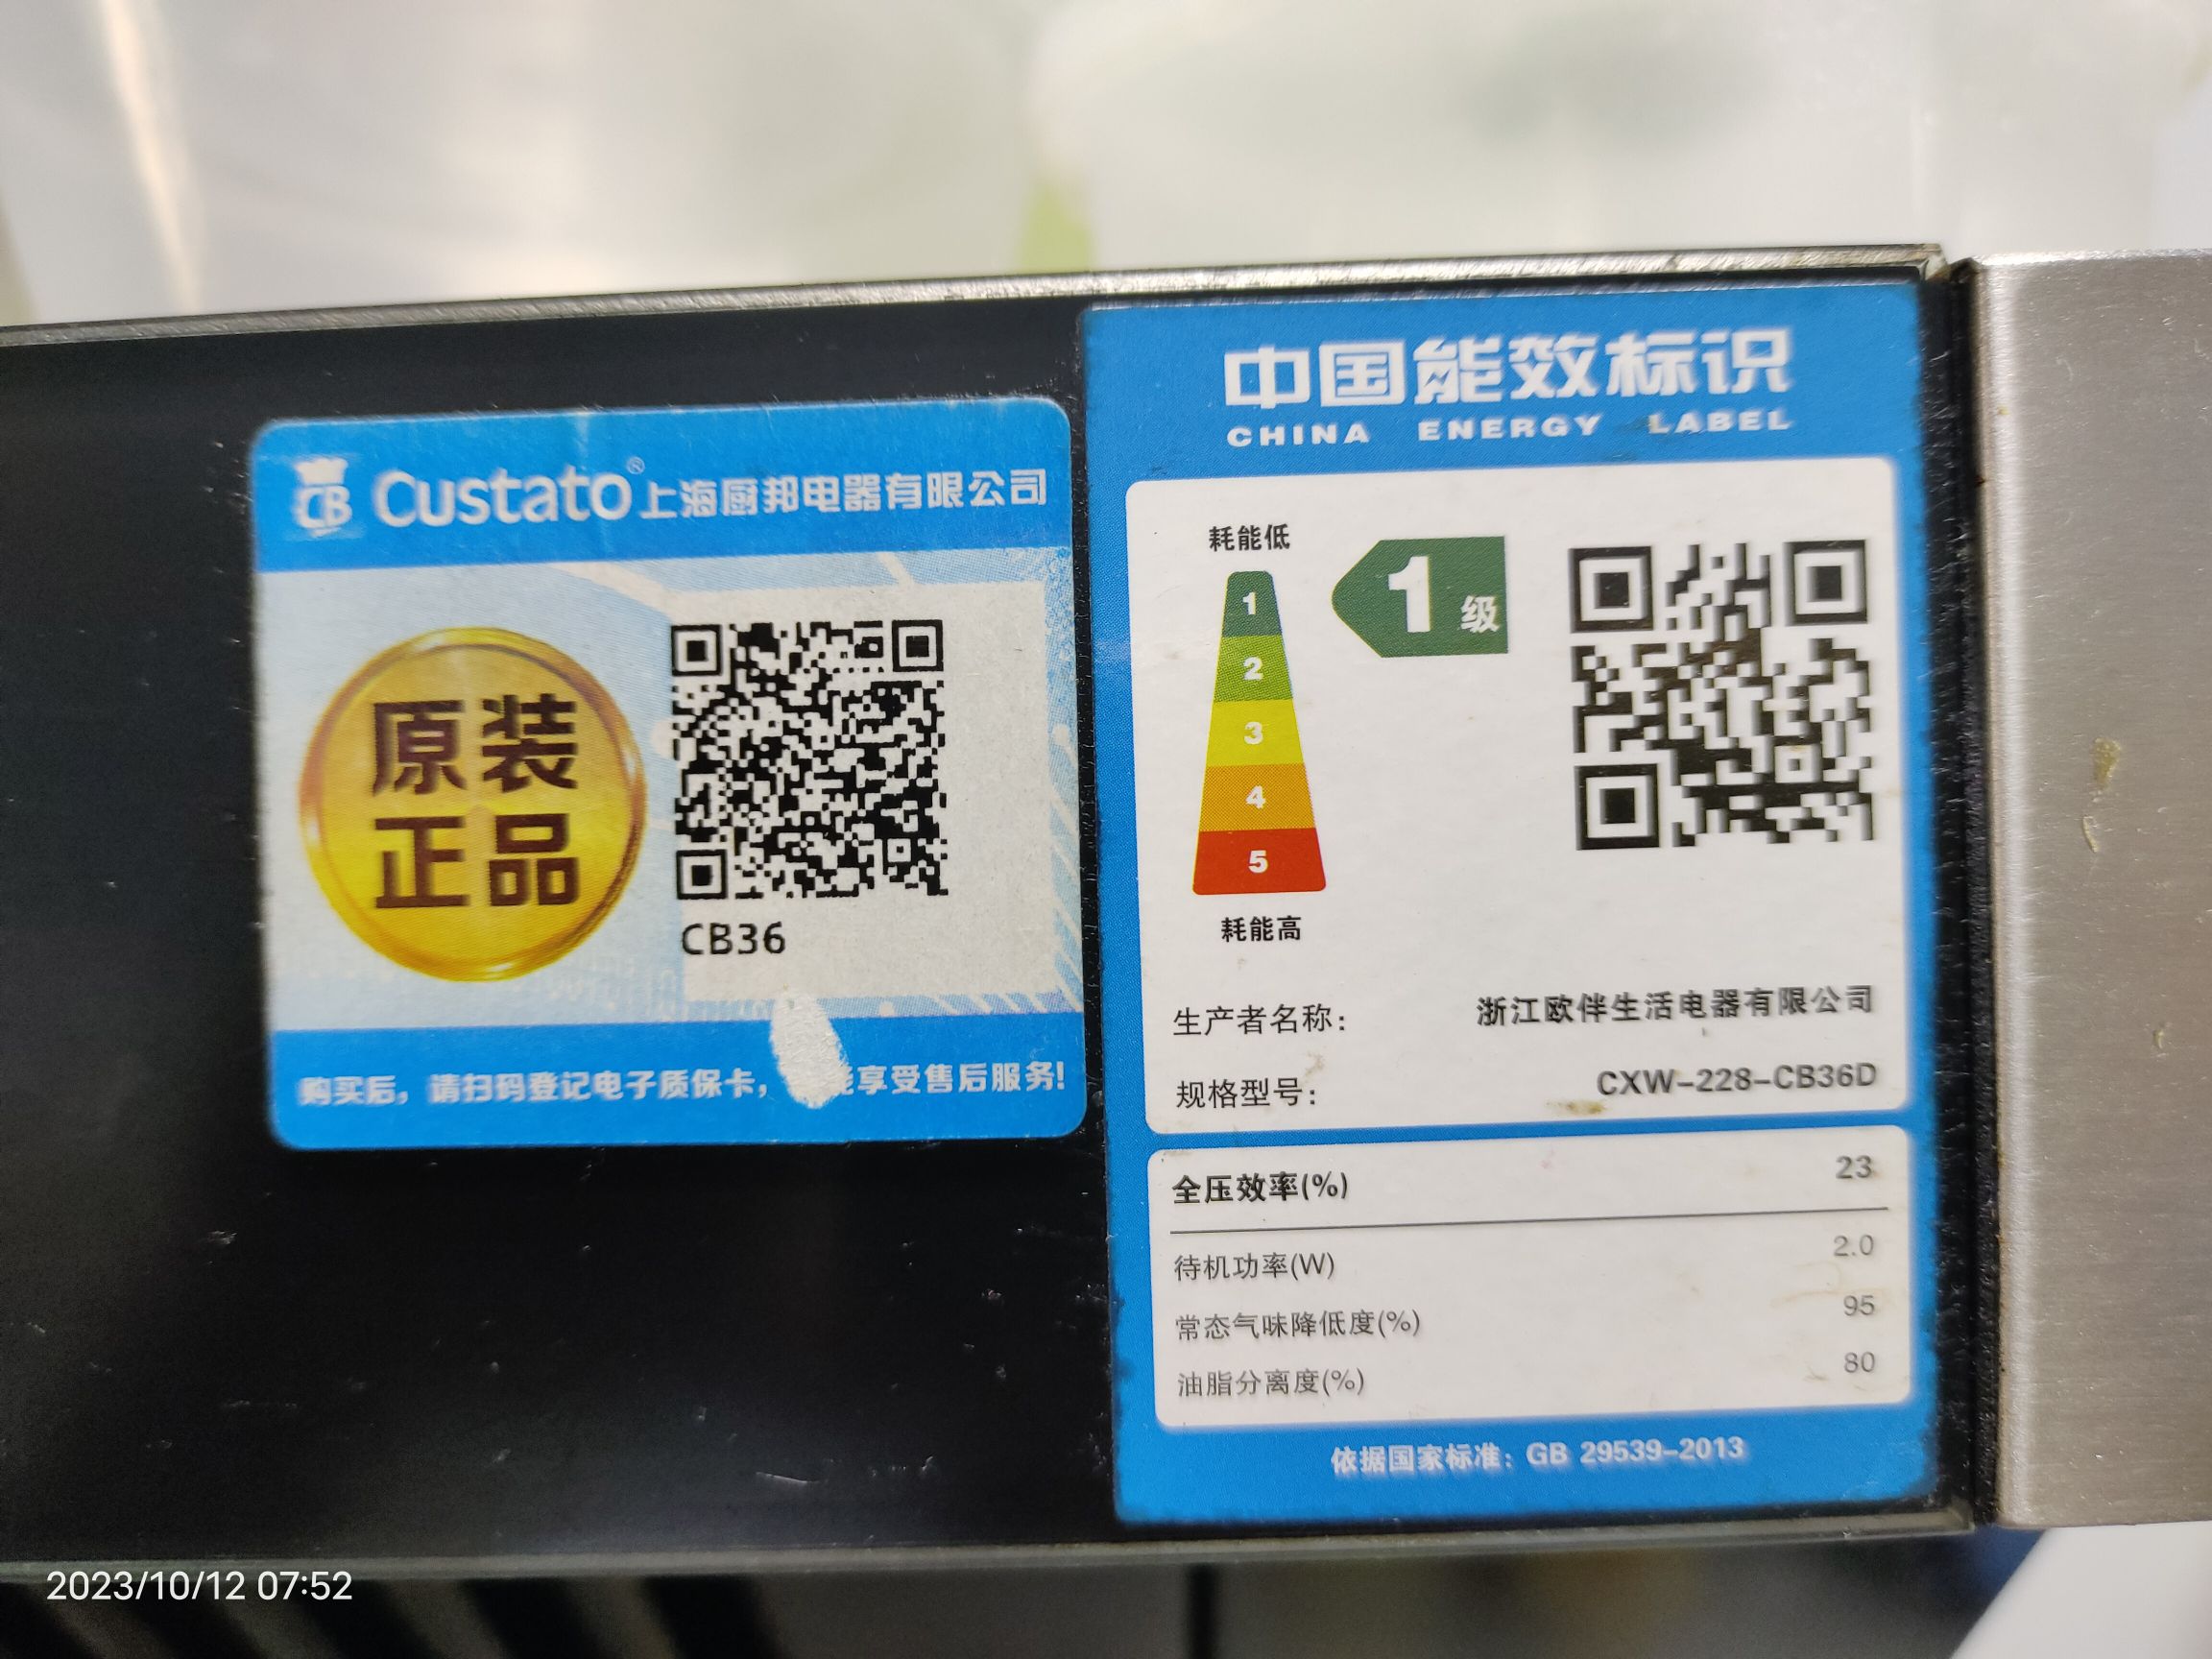 CB Custato® 上海厨邦电器有限公司
原装
正品
CB36
购买后，请扫码登记电子质保卡，享受售后服务!
中国能效标识
CHINA ENERGY LABEL
耗能低
1
2
3
4
5
耗能高
1级
生产者名称：浙江欧伴生活电器有限公司
规格型号：CXW-228-CB36D
全压效率(%) 23
待机功率(W) 2.0
常态气味降低度(%) 95
油脂分离度(%) 80
依据国家标准：GB 29539-2013
2023/10/12 07:52